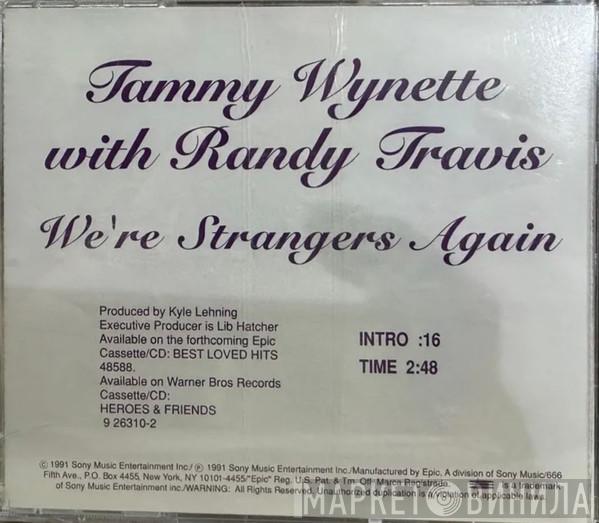 Tammy Wynette
with Randy Travis
We're Strangers Again
Produced by Kyle Lehning
Executive Producer is Lib Hatcher
Available on the forthcoming Epic
Cassette/CD: BEST LOVED HITS
48588.
Available on Warner Bros Records
Cassette/CD:
HEROES & FRIENDS
9 26310-2
INTRO :16
TIME 2:48
© 1991 Sony Music Entertainment Inc./ ℗ 1991 Sony Music Entertainment Inc./Manufactured by Epic. A division of Sony Music/666
Fifth Ave., P.O. Box 4455, New York, NY 10101-4455/"Epic" Reg. U.S. Pat. & Tm. Off. Marca Registrada. is a trademark
of Sony Music Entertainment Inc./WARNING: All Rights Reserved. Unauthorized duplication is a violation of applicable laws.
МАРКЕТ ВИНИЛА